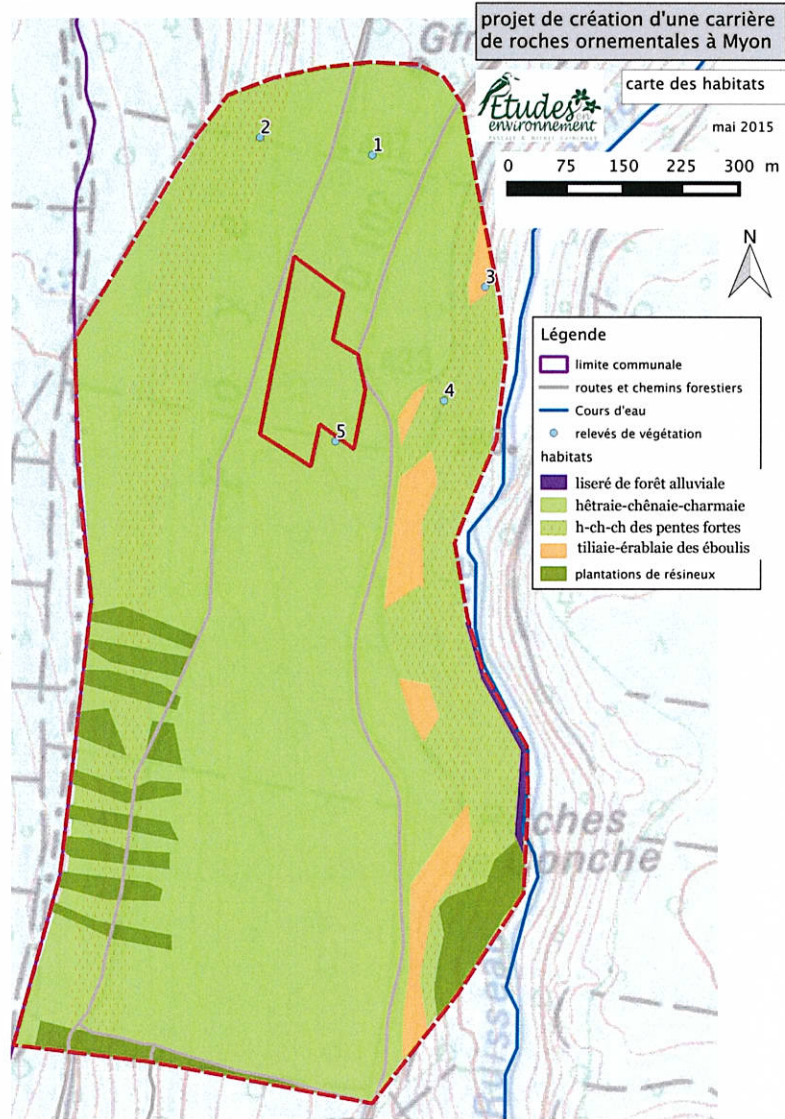 projet de création d'une carrière
de roches ornementales à Myon
carte des habitats
Études
en
environnement
mai 2015
0 75 150 225 300 m
N
Légende
limite communale
routes et chemins forestiers
Cours d'eau
relevés de végétation
habitats
liseré de forêt alluviale
hêtraie-chênaie-charmaie
h-ch-ch des pentes fortes
tiliaie-érablaie des éboulis
plantations de résineux
2
1
3
4
5
ches
onche
Ruisseau